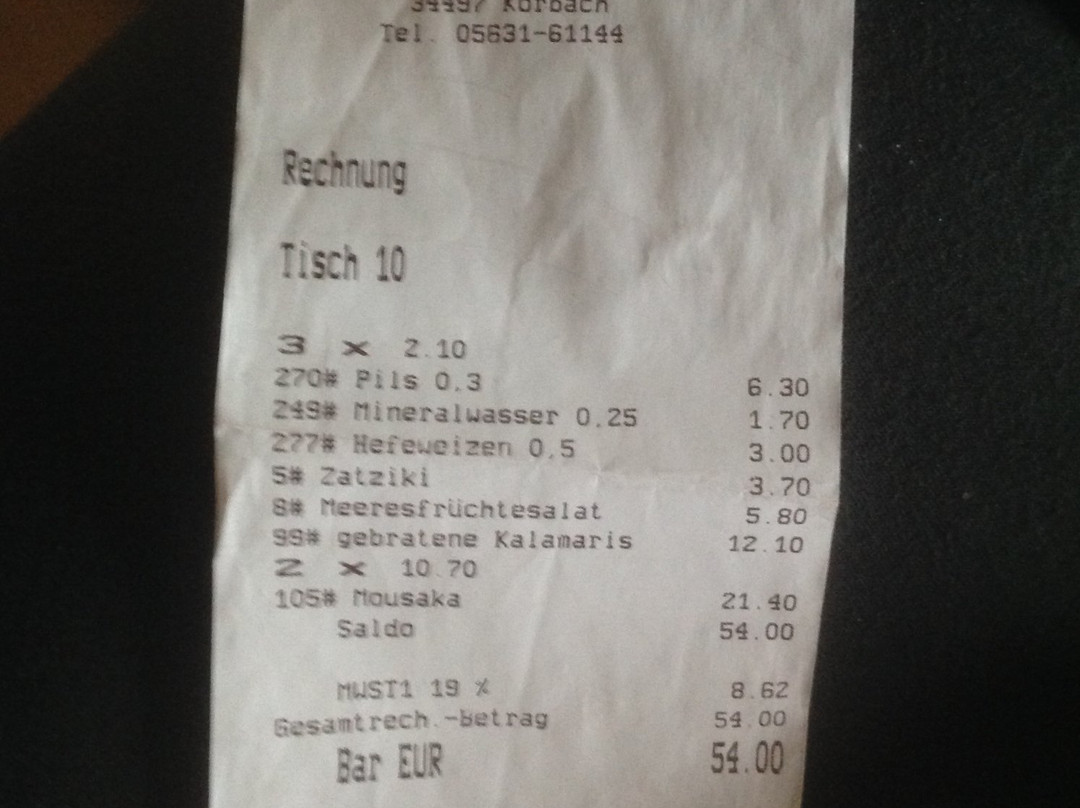 34497 Korbach
Tel. 05631-61144
Rechnung
Tisch 10
3 x 2.10
270# Pils 0.3 6.30
249# Mineralwasser 0.25 1.70
277# Hefeweizen 0.5 3.00
5# Zatziki 3.70
8# Meeresfrüchtesalat 5.80
99# gebratene Kalamaris 12.10
2 x 10.70
105# Mousaka 21.40
Saldo 54.00
MWST1 19 % 8.62
Gesamtrech.-Betrag 54.00
Bar EUR 54.00